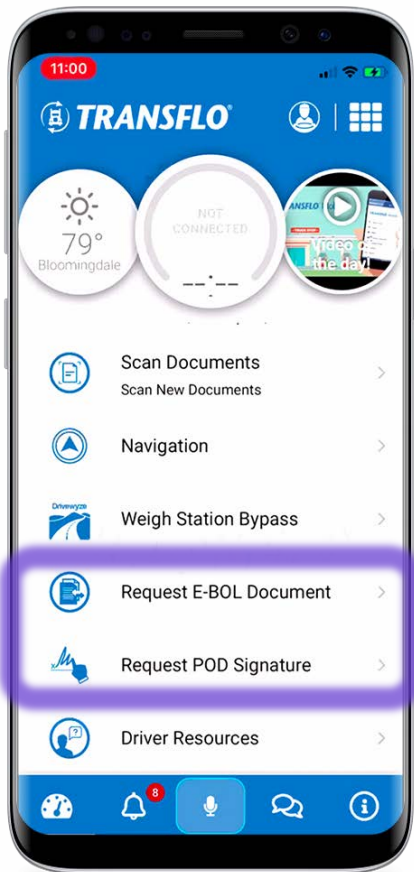 11:00
TRANSFLO®
79°
Bloomingdale
NOT
CONNECTED
--:--
Video of
the day!
Scan Documents
Scan New Documents
Navigation
Drivewyze
Weigh Station Bypass
Request E-BOL Document
Request POD Signature
Driver Resources
8